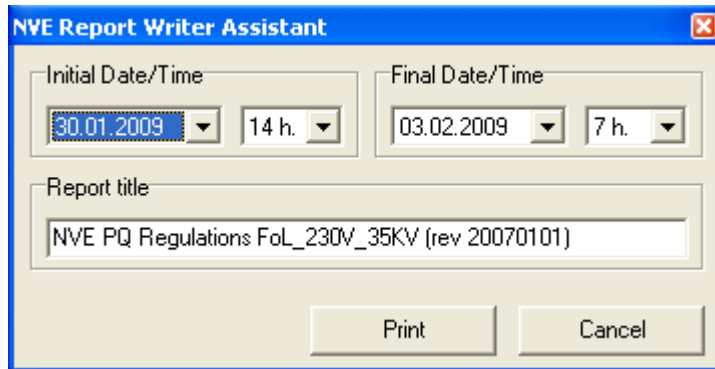 NVE Report Writer Assistant
Initial Date/Time
Final Date/Time
30.01.2009 14 h. 03.02.2009 7 h.
Report title
NVE PQ Regulations FoL_230V_35KV (rev 20070101)
Print Cancel